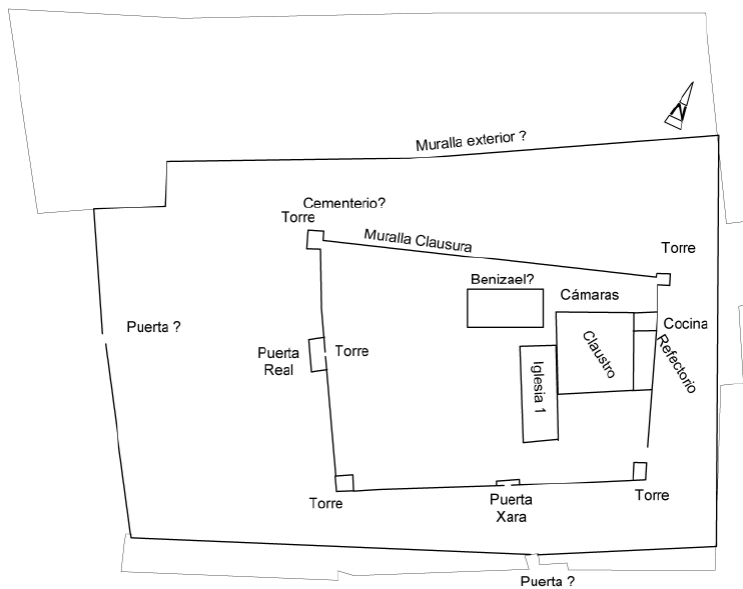 N
Muralla exterior ?
Cementerio?
Torre
Muralla Clausura
Torre
Benizael?
Cámaras
Puerta ?
Cocina
Puerta
Real
Torre
Claustro
Refectorio
Iglesia 1
Torre
Puerta
Xara
Torre
Puerta ?